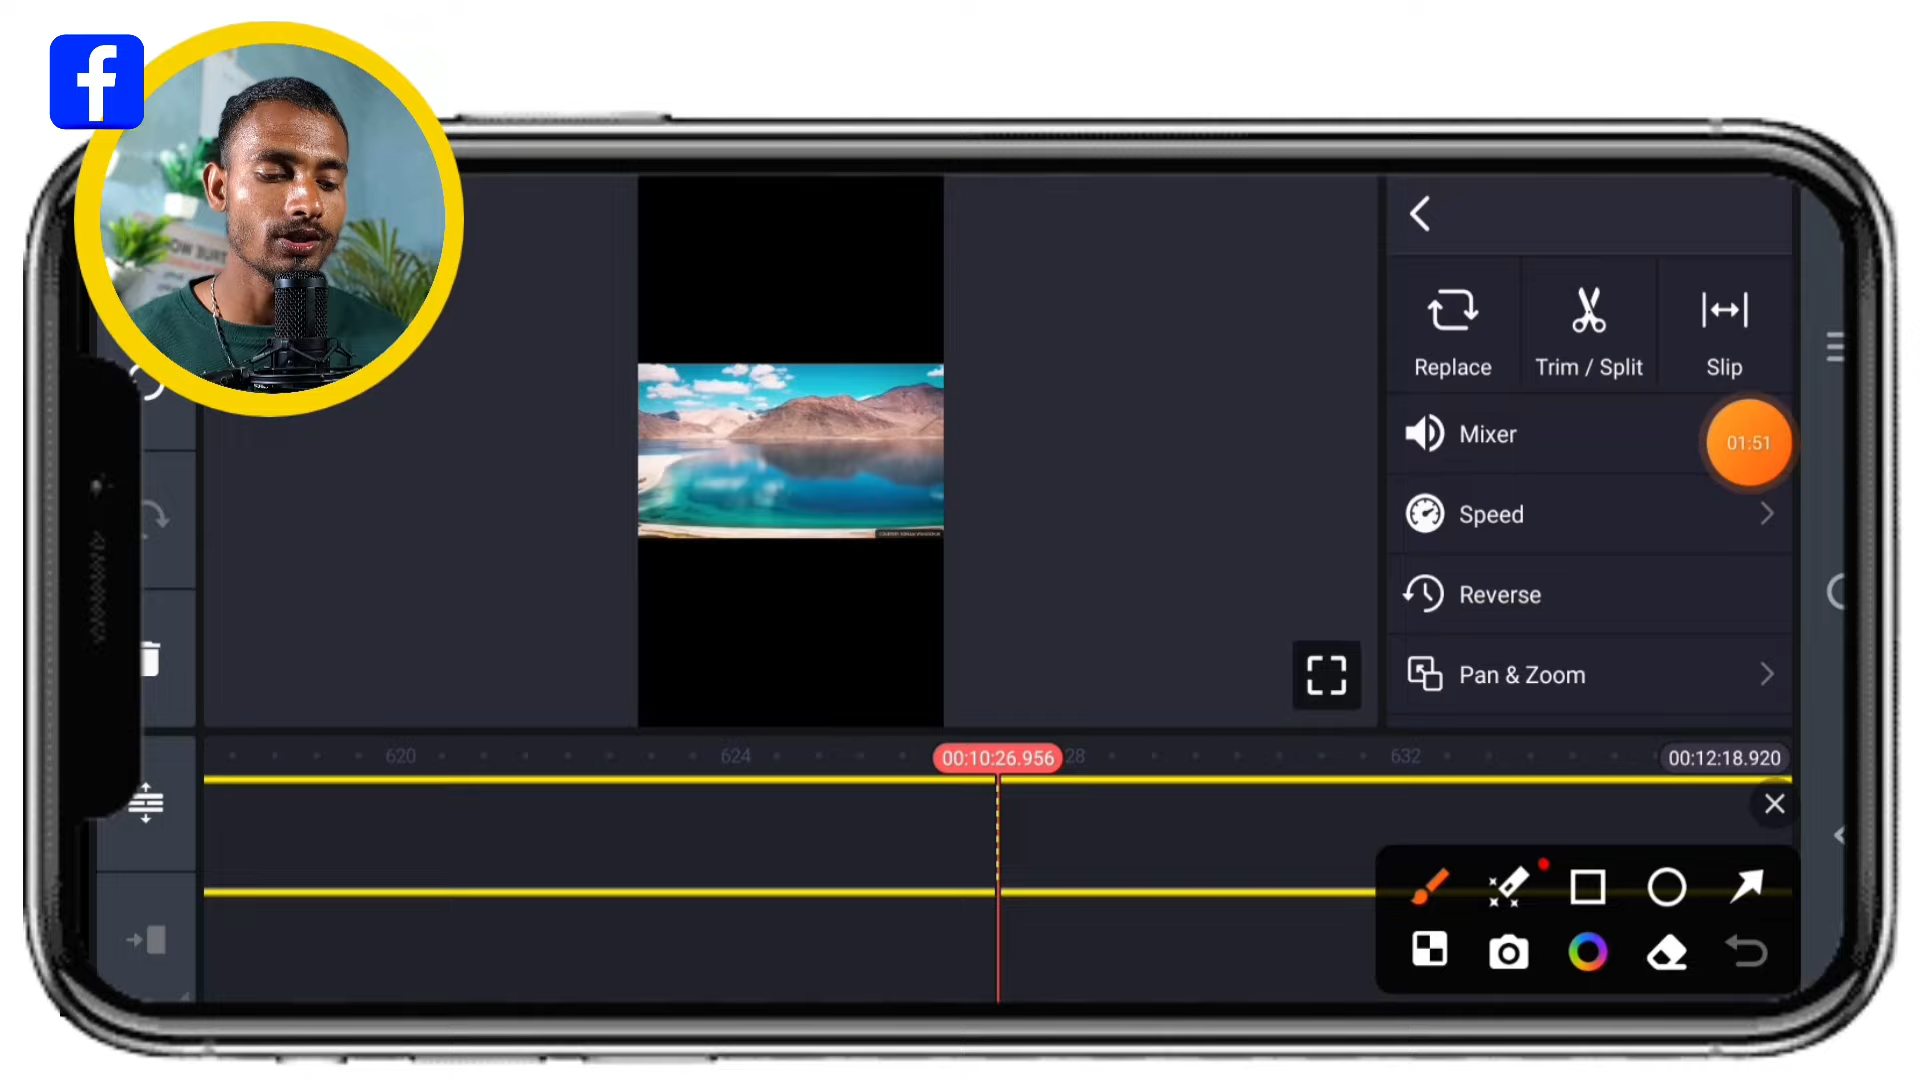 f
Replace Trim / Split Slip
Mixer
01:51
Speed
Reverse
Pan & Zoom
620 624 00:10:26.956 28 632 00:12:18.920